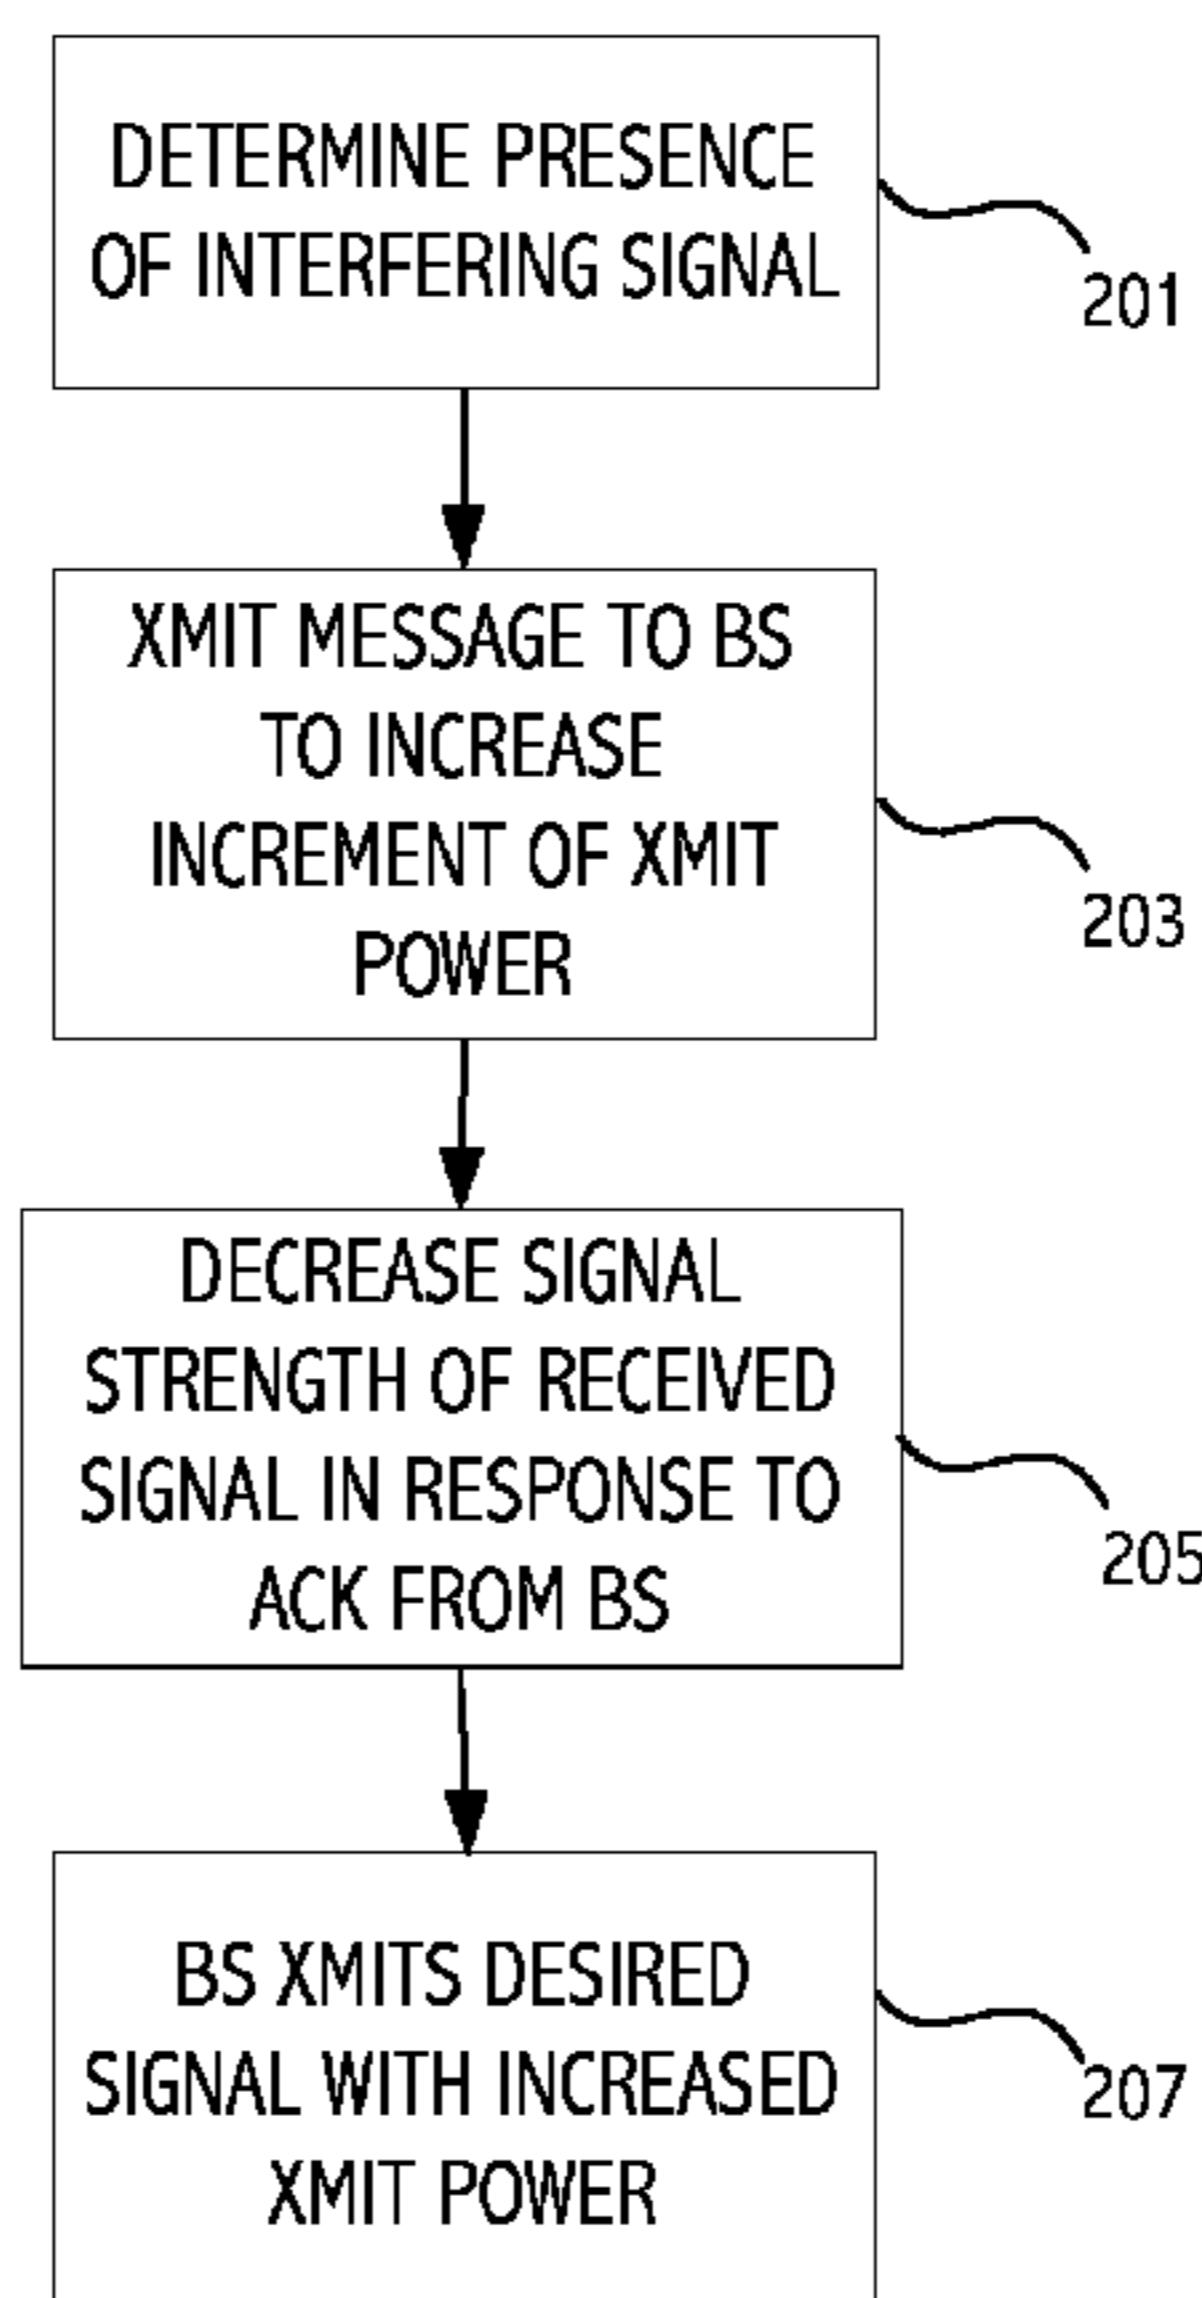 DETERMINE PRESENCE
OF INTERFERING SIGNAL
201
XMIT MESSAGE TO BS
TO INCREASE
INCREMENT OF XMIT
POWER
203
DECREASE SIGNAL
STRENGTH OF RECEIVED
SIGNAL IN RESPONSE TO
ACK FROM BS
205
BS XMITS DESIRED
SIGNAL WITH INCREASED
XMIT POWER
207